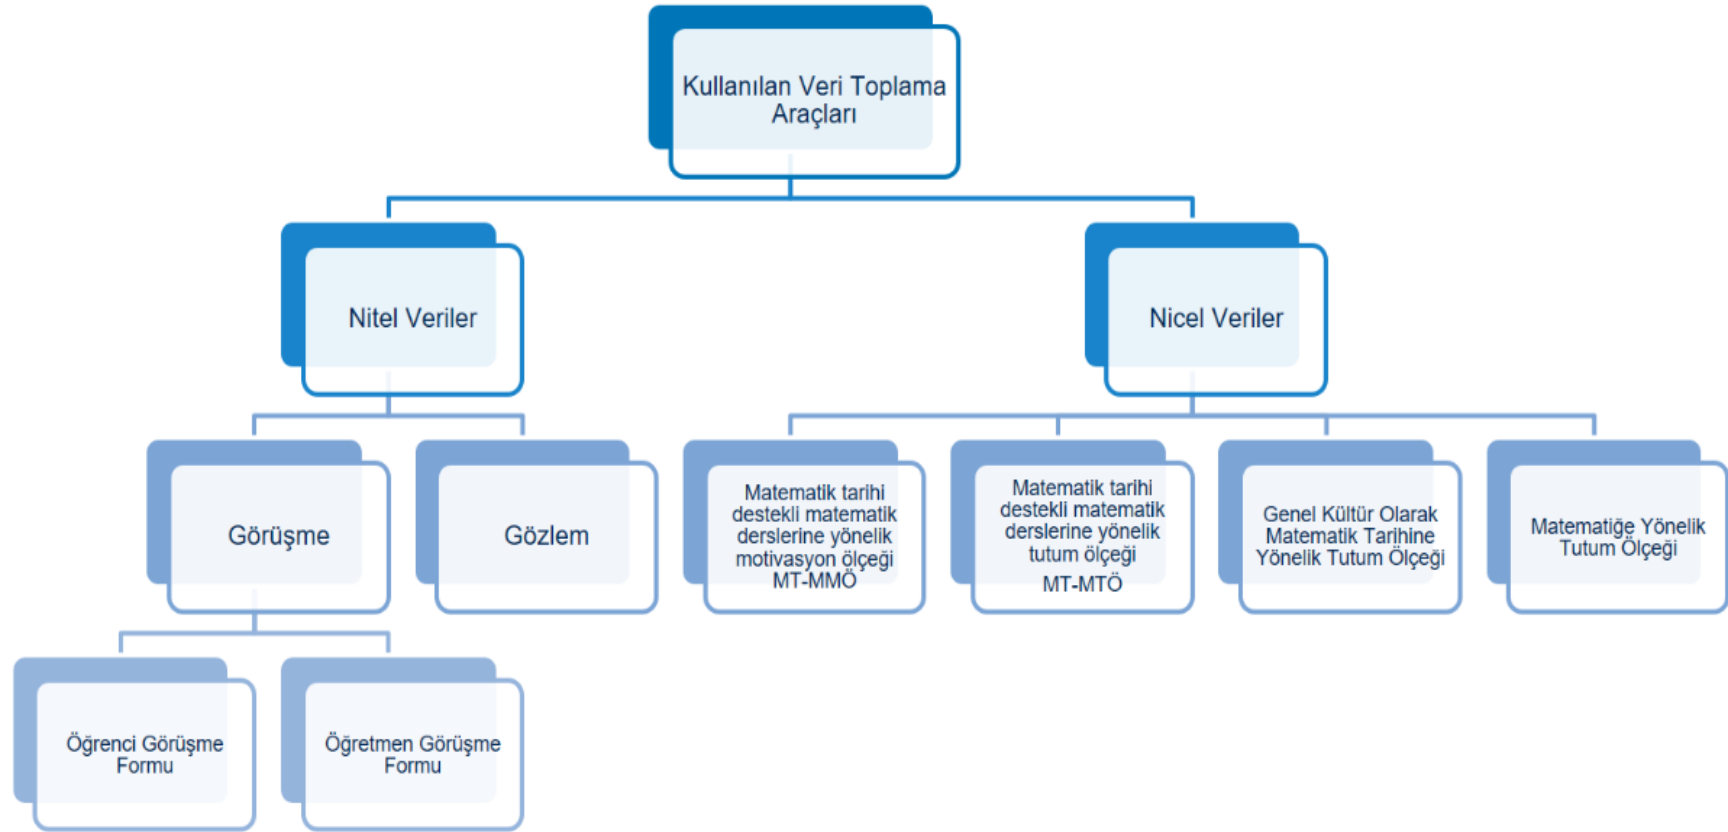 Kullanılan Veri Toplama
Araçları
Nitel Veriler
Nicel Veriler
Görüşme
Gözlem
Matematik tarihi
destekli matematik
derslerine yönelik
motivasyon ölçeği
MT-MMÖ
Matematik tarihi
destekli matematik
derslerine yönelik
tutum ölçeği
MT-MTÖ
Genel Kültür Olarak
Matematik Tarihine
Yönelik Tutum Ölçeği
Matematiğe Yönelik
Tutum Ölçeği
Öğrenci Görüşme
Formu
Öğretmen Görüşme
Formu